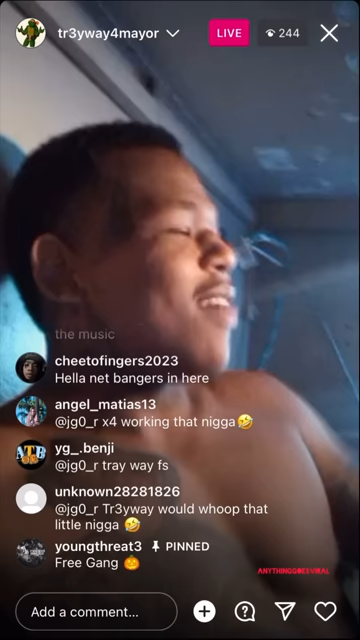 tr3yway4mayor LIVE 244
the music
cheetofingers2023
Hella net bangers in here
angel_matias13
@jg0_r x4 working that nigga🤣
yg_.benji
@jg0_r tray way fs
unknown28281826
@jg0_r Tr3yway would whoop that
little nigga 🤣
youngthreat3 📌 PINNED
Free Gang 🎃
ANYTHINGGOESVIRAL
Add a comment...